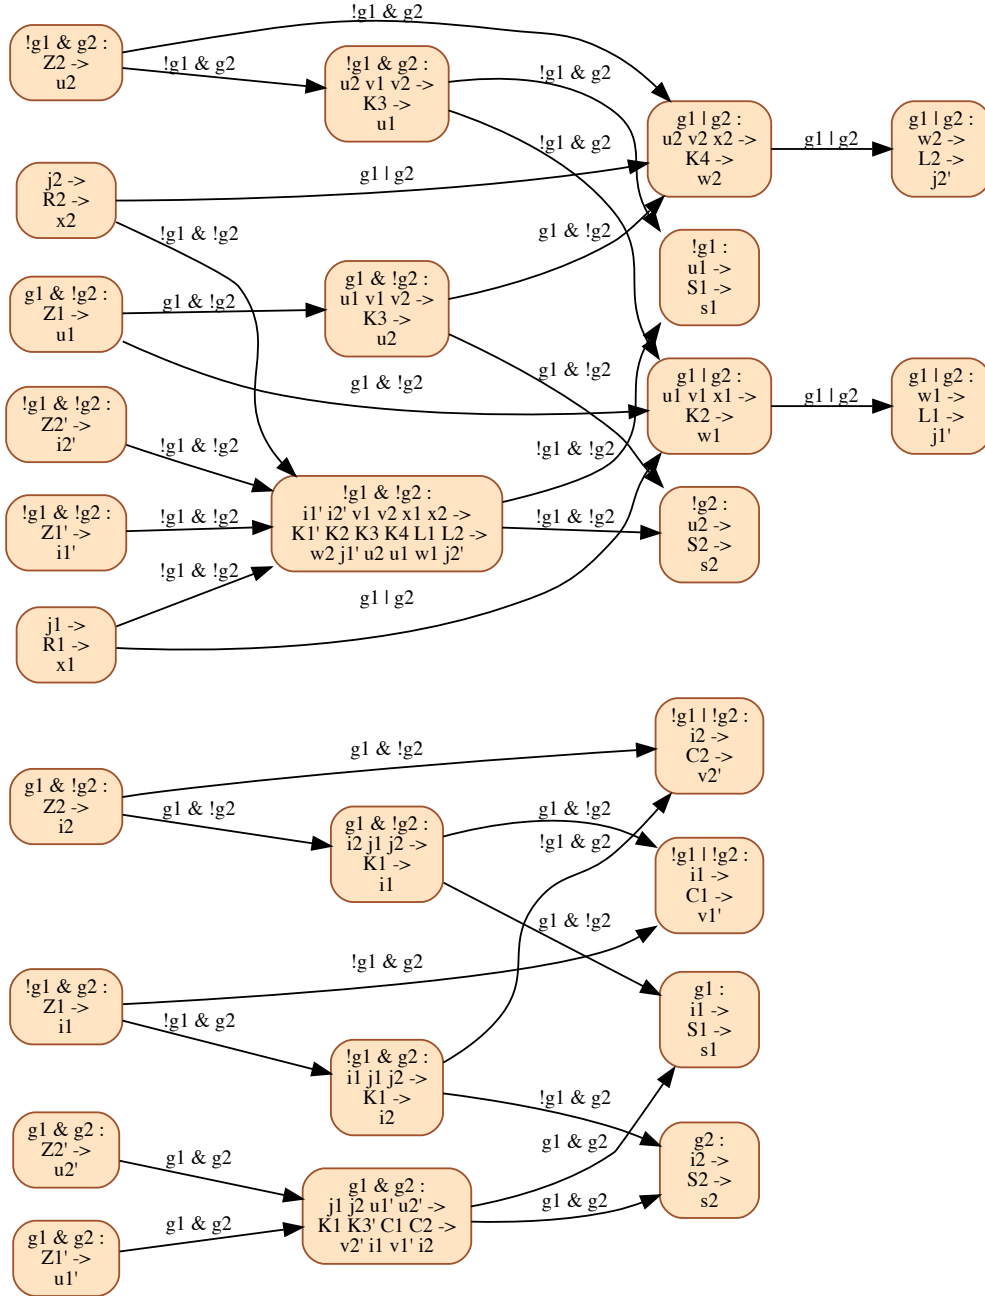 !g1 & g2 :
Z2 ->
u2
!g1 & g2
!g1 & g2
!g1 & g2 :
u2 v1 v2 ->
K3 ->
u1
!g1 & g2
!g1 & g2
g1 | g2 :
u2 v2 x2 ->
K4 ->
w2
g1 | g2
g1 | g2 :
w2 ->
L2 ->
j2'
j2 ->
R2 ->
x2
g1 | g2
!g1 & !g2
!g1 :
u1 ->
S1 ->
s1
g1 & !g2 :
Z1 ->
u1
g1 & !g2
g1 & !g2
g1 & !g2 :
u1 v1 v2 ->
K3 ->
u2
g1 & !g2
g1 & !g2
g1 | g2 :
u1 v1 x1 ->
K2 ->
w1
g1 | g2
g1 | g2 :
w1 ->
L1 ->
j1'
!g1 & !g2 :
Z2' ->
i2'
!g1 & !g2
!g1 & !g2 :
Z1' ->
i1'
!g1 & !g2
!g1 & !g2 :
i1' i2' v1 v2 x1 x2 ->
K1' K2 K3 K4 L1 L2 ->
w2 j1' u2 u1 w1 j2'
!g1 & !g2
!g1 & !g2
!g2 :
u2 ->
S2 ->
s2
j1 ->
R1 ->
x1
!g1 & !g2
g1 | g2
!g1 | !g2 :
i2 ->
C2 ->
v2'
g1 & !g2 :
Z2 ->
i2
g1 & !g2
g1 & !g2
g1 & !g2 :
i2 j1 j2 ->
K1 ->
i1
g1 & !g2
!g1 & g2
g1 & !g2
!g1 | !g2 :
i1 ->
C1 ->
v1'
!g1 & g2 :
Z1 ->
i1
!g1 & g2
!g1 & g2
g1 :
i1 ->
S1 ->
s1
!g1 & g2 :
i1 j1 j2 ->
K1 ->
i2
!g1 & g2
g1 & g2
g1 & g2
g2 :
i2 ->
S2 ->
s2
g1 & g2 :
Z2' ->
u2'
g1 & g2
g1 & g2 :
j1 j2 u1' u2' ->
K1 K3' C1 C2 ->
v2' i1 v1' i2
g1 & g2 :
Z1' ->
u1'
g1 & g2